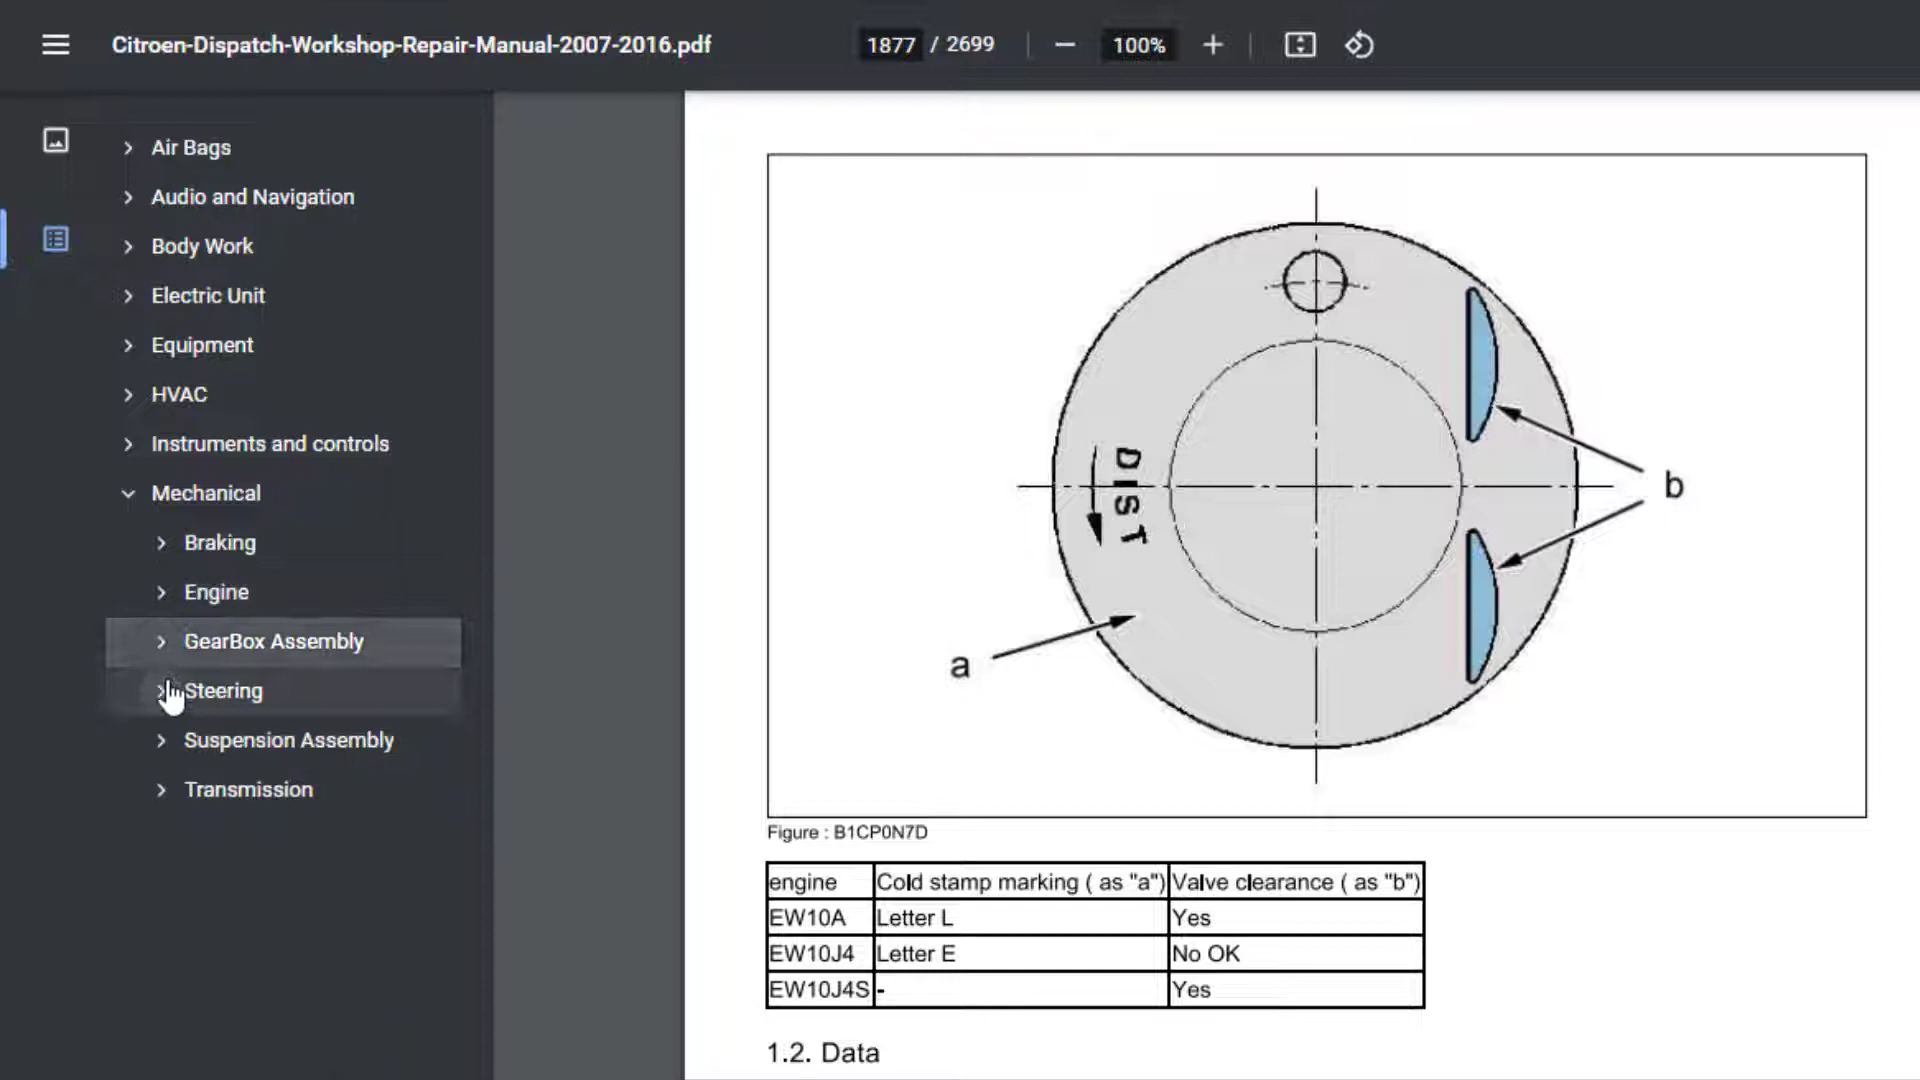 Citroen-Dispatch-Workshop-Repair-Manual-2007-2016.pdf
1877 / 2699
100%
Air Bags
Audio and Navigation
Body Work
Electric Unit
Equipment
HVAC
Instruments and controls
Mechanical
Braking
Engine
GearBox Assembly
Steering
Suspension Assembly
Transmission
DIST
b
a
Figure : B1CP0N7D
engine Cold stamp marking ( as "a") Valve clearance ( as "b")
EW10A Letter L Yes
EW10J4 Letter E No OK
EW10J4S - Yes
1.2. Data